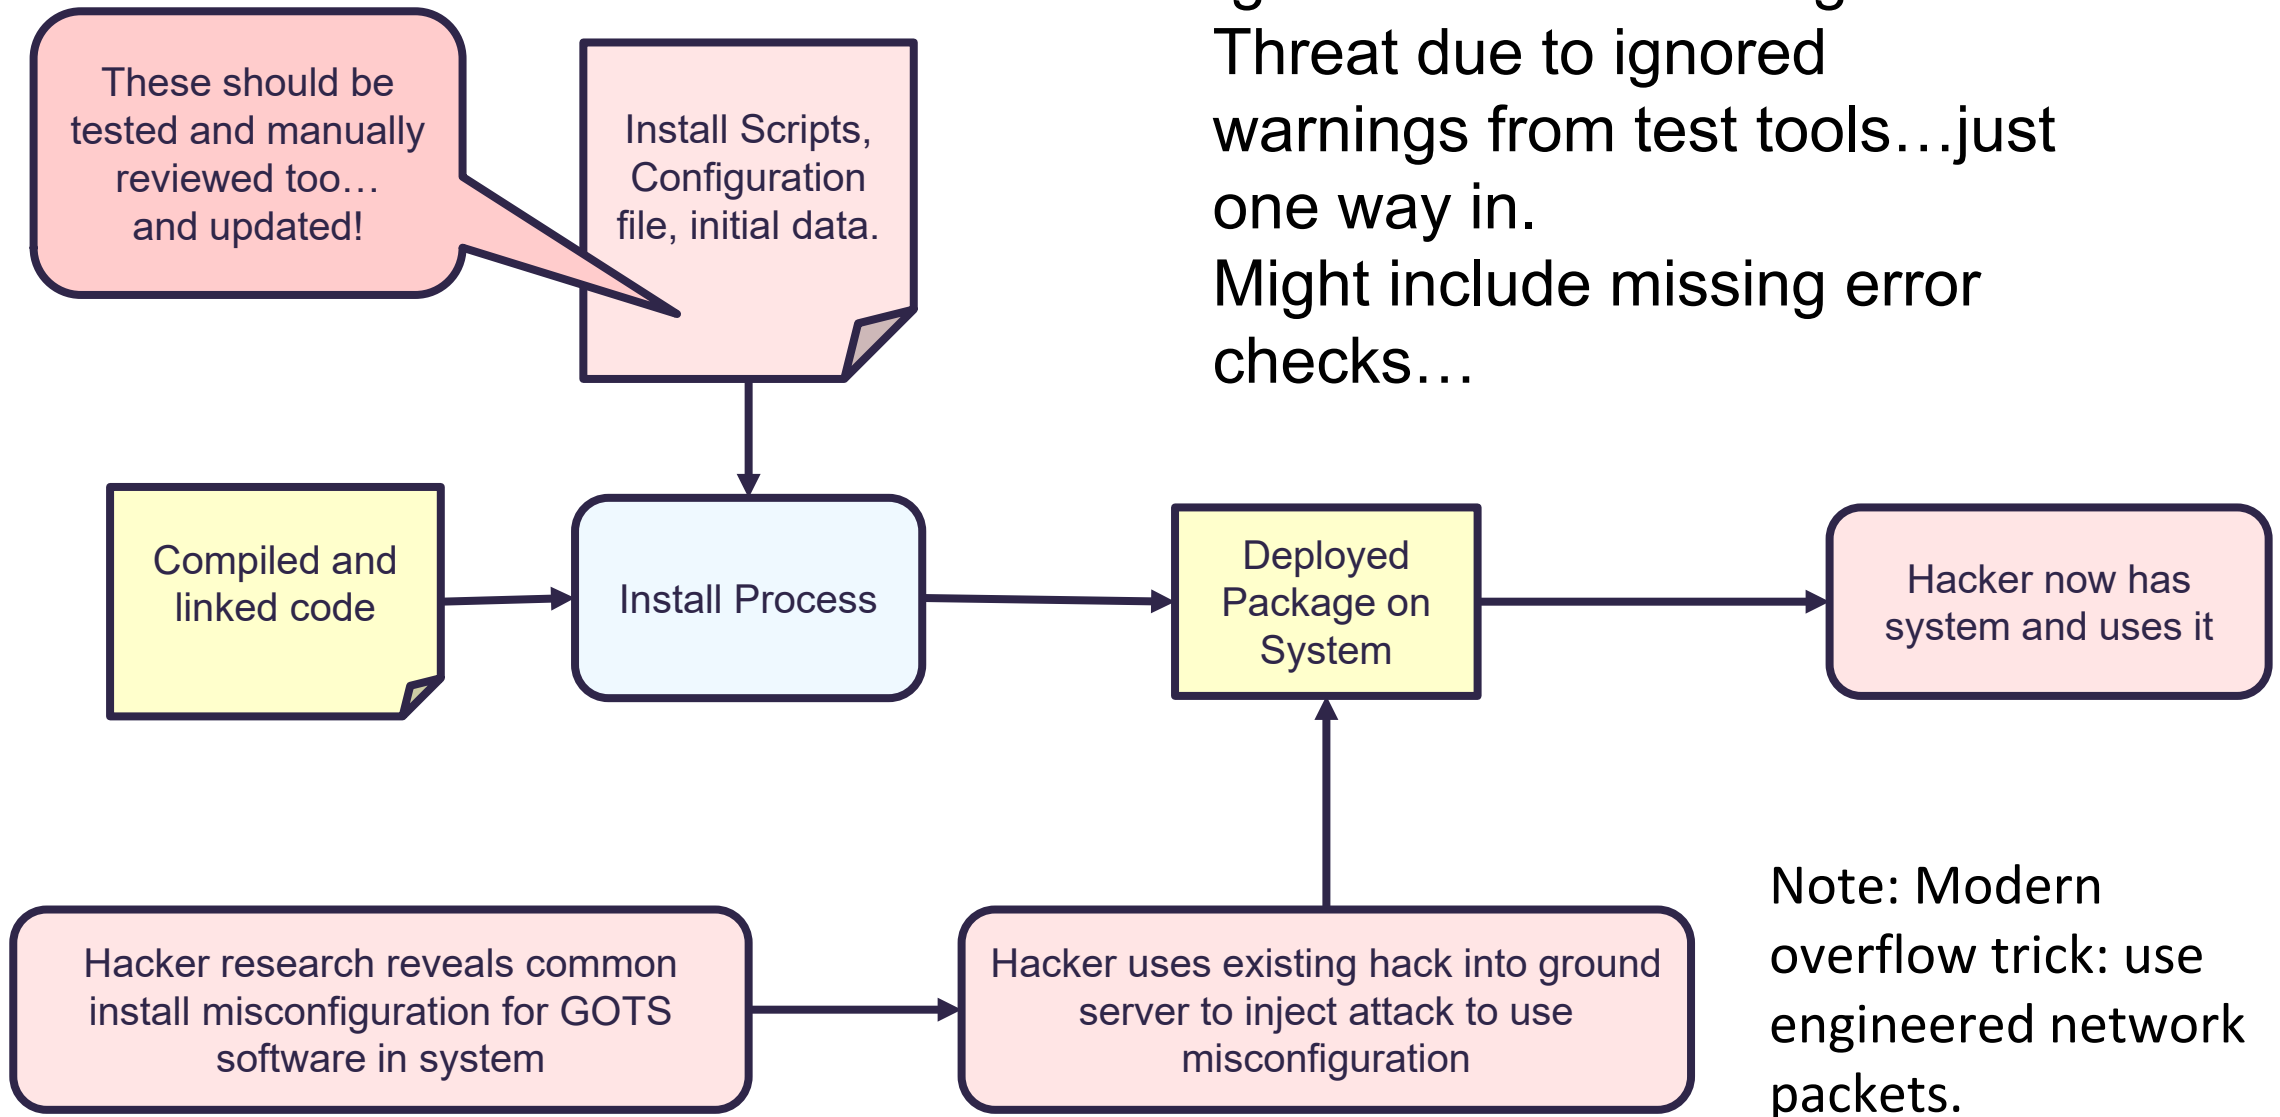 These should be
tested and manually
reviewed too…
and updated!
Install Scripts,
Configuration
file, initial data.
Threat due to ignored
warnings from test tools…just
one way in.
Might include missing error
checks…
Compiled and
linked code
Install Process
Deployed
Package on
System
Hacker now has
system and uses it
Hacker research reveals common
install misconfiguration for GOTS
software in system
Hacker uses existing hack into ground
server to inject attack to use
misconfiguration
Note: Modern
overflow trick: use
engineered network
packets.